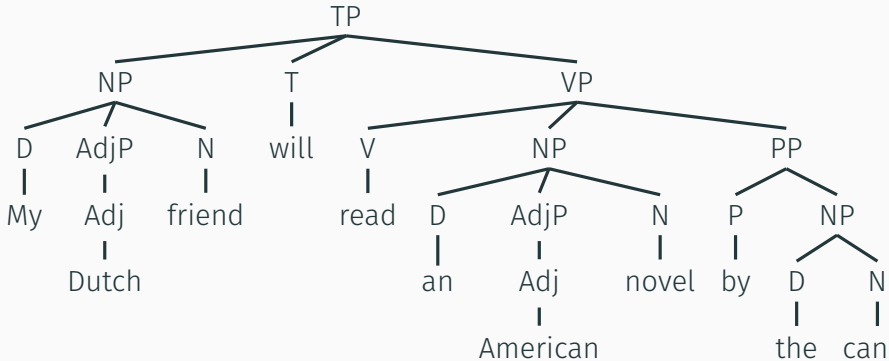 TP
NP T VP
D AdjP N will V NP PP
My Adj friend read D AdjP N P NP
Dutch an Adj novel by D N
American the can